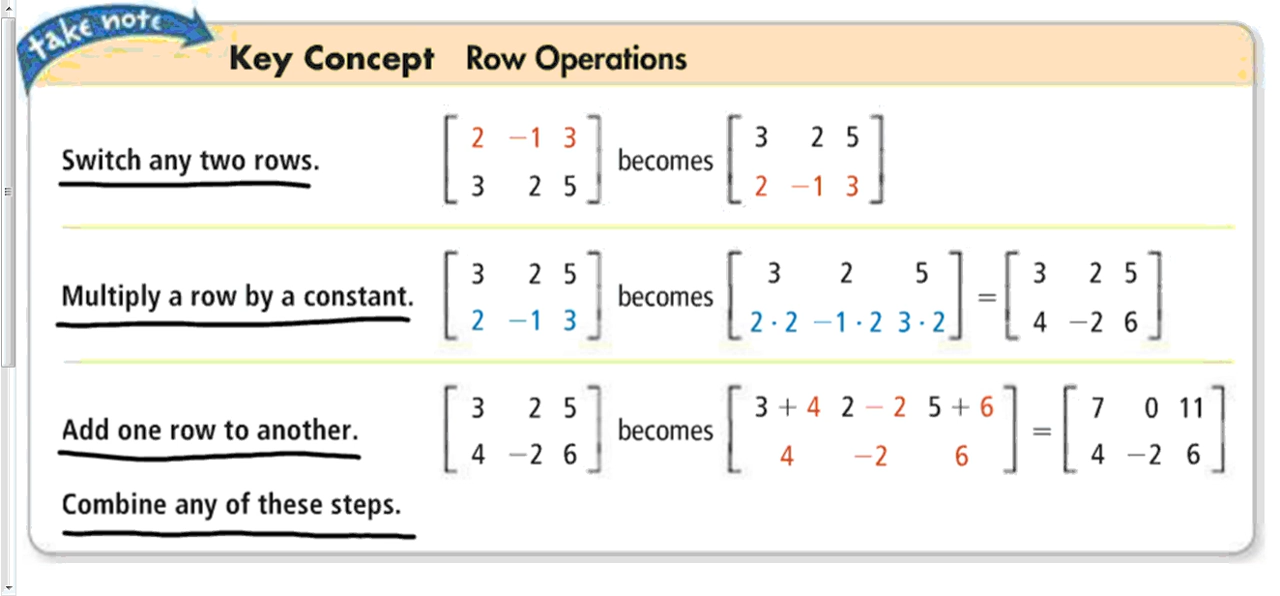 take note
Key Concept Row Operations
Switch any two rows. [ 2 −1 3 ] becomes [ 3 2 5 ]
[ 3 2 5 ] [ 2 −1 3 ]
Multiply a row by a constant. [ 3 2 5 ] becomes [ 3 2 5 ] = [ 3 2 5 ]
[ 2 −1 3 ] [ 2 · 2 −1 · 2 3 · 2 ] [ 4 −2 6 ]
Add one row to another. [ 3 2 5 ] becomes [ 3 + 4 2 − 2 5 + 6 ] = [ 7 0 11 ]
[ 4 −2 6 ] [ 4 −2 6 ] [ 4 −2 6 ]
Combine any of these steps.